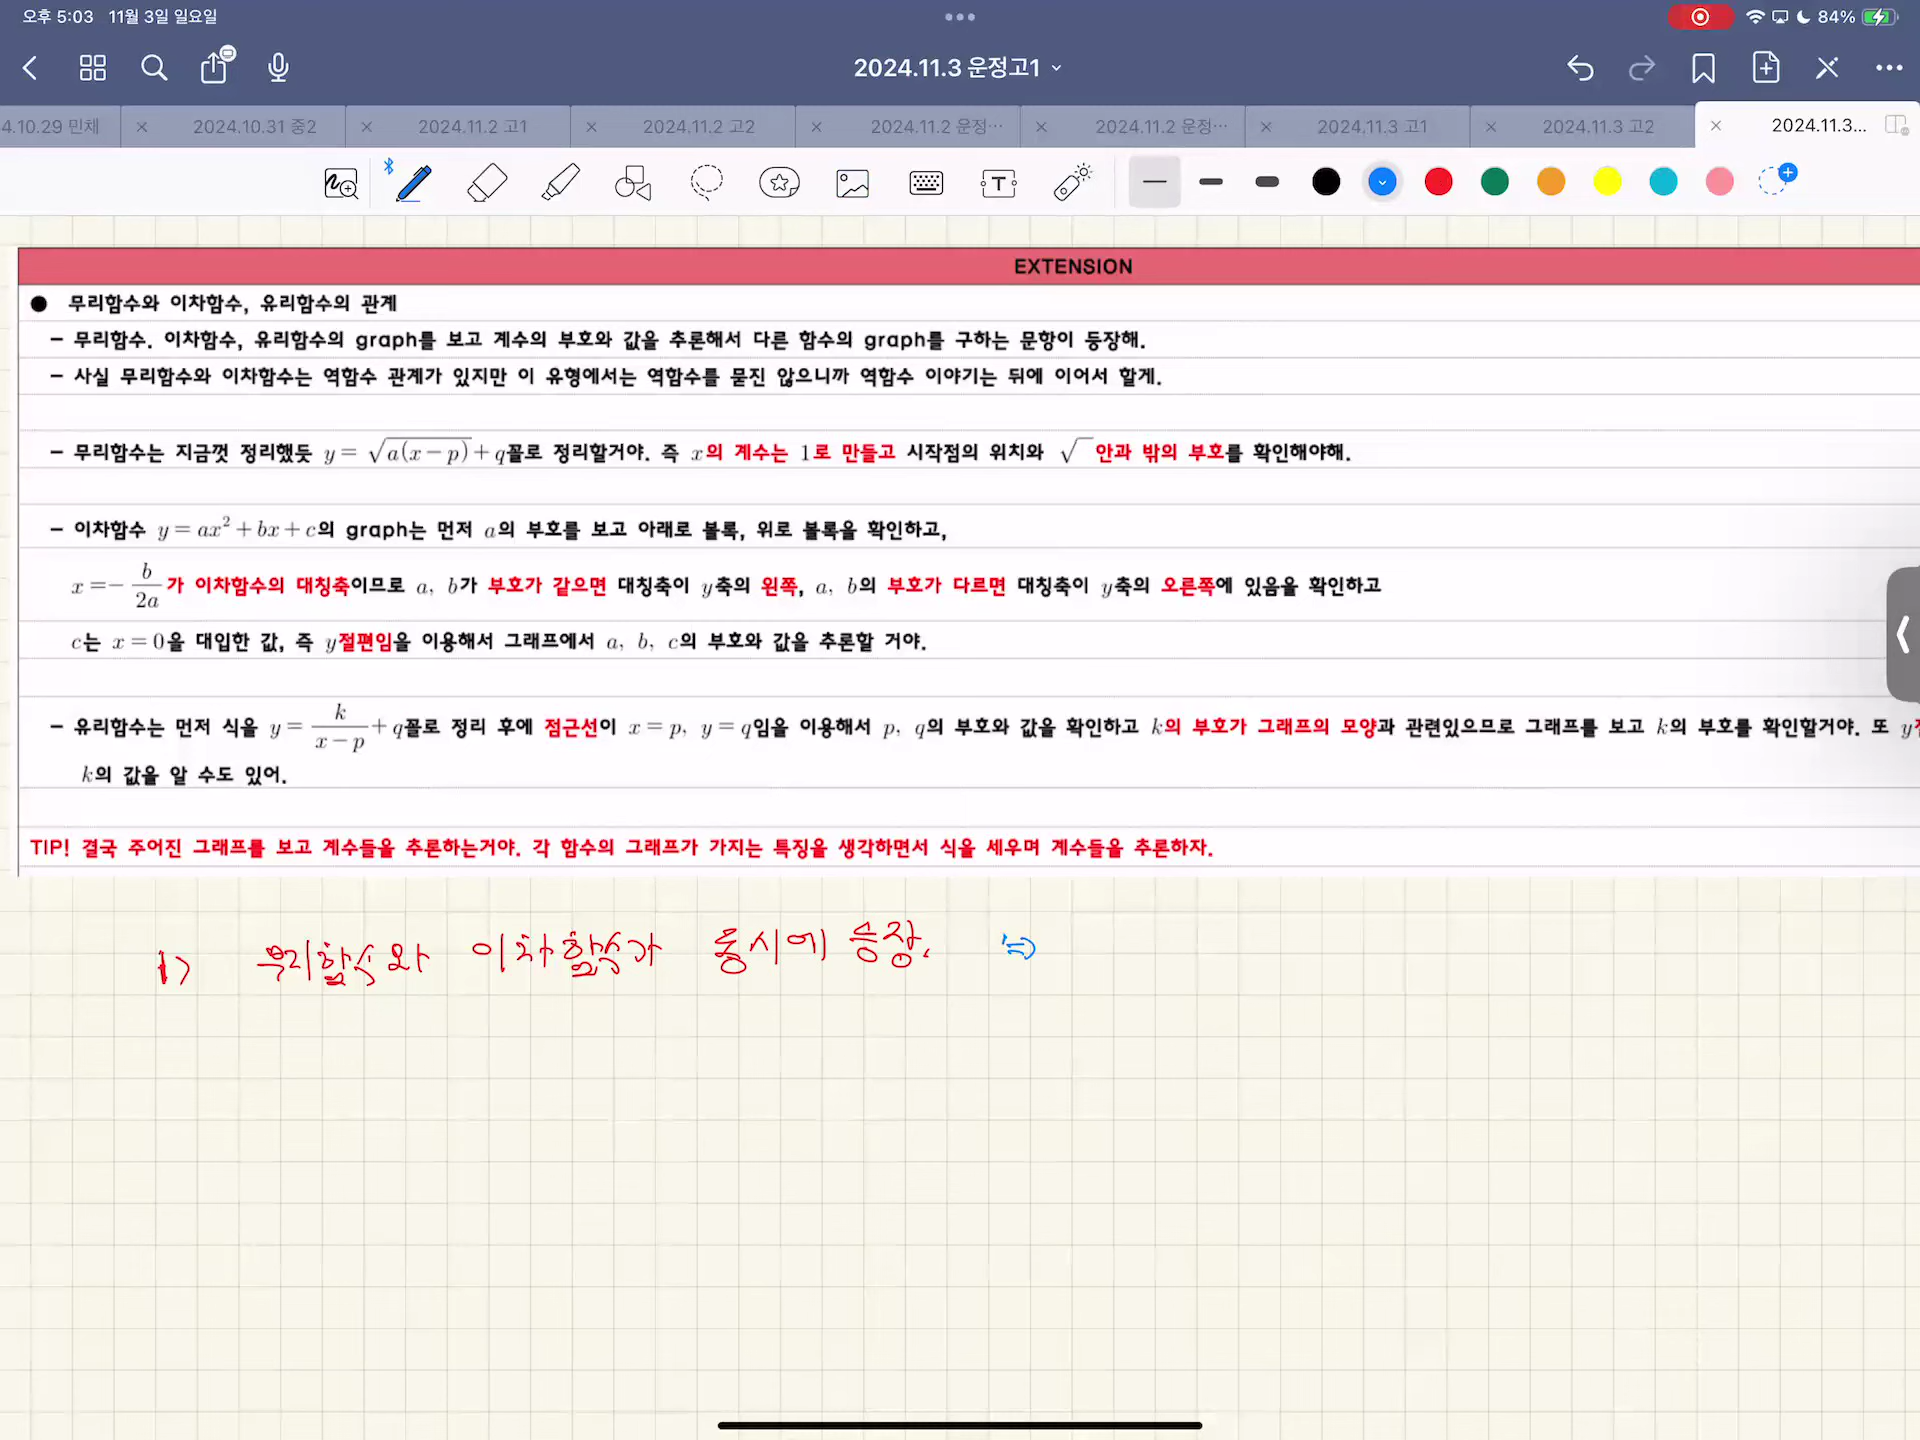 오후 5:03 11월 3일 일요일
84%
2024.11.3 운정고1
4.10.29 민체
2024.10.31 중2
2024.11.2 고1
2024.11.2 고2
2024.11.2 운정…
2024.11.2 운정…
2024.11.3 고1
2024.11.3 고2
2024.11.3...
EXTENSION
● 무리함수와 이차함수, 유리함수의 관계
– 무리함수. 이차함수, 유리함수의 graph를 보고 계수의 부호와 값을 추론해서 다른 함수의 graph를 구하는 문항이 등장해.
– 사실 무리함수와 이차함수는 역함수 관계가 있지만 이 유형에서는 역함수를 묻진 않으니까 역함수 이야기는 뒤에 이어서 할게.
– 무리함수는 지금껏 정리했듯 y = √(a(x−p)) + q꼴로 정리할거야. 즉 x의 계수는 1로 만들고 시작점의 위치와 √ 안과 밖의 부호를 확인해야해.
– 이차함수 y = ax² + bx + c의 graph는 먼저 a의 부호를 보고 아래로 볼록, 위로 볼록을 확인하고,
x = − b/2a 가 이차함수의 대칭축이므로 a, b가 부호가 같으면 대칭축이 y축의 왼쪽, a, b의 부호가 다르면 대칭축이 y축의 오른쪽에 있음을 확인하고
c는 x = 0을 대입한 값, 즉 y절편임을 이용해서 그래프에서 a, b, c의 부호와 값을 추론할 거야.
– 유리함수는 먼저 식을 y = k/(x−p) + q꼴로 정리 후에 점근선이 x = p, y = q임을 이용해서 p, q의 부호와 값을 확인하고 k의 부호가 그래프의 모양과 관련있으므로 그래프를 보고 k의 부호를 확인할거야. 또 y
k의 값을 알 수도 있어.
TIP! 결국 주어진 그래프를 보고 계수들을 추론하는거야. 각 함수의 그래프가 가지는 특징을 생각하면서 식을 세우며 계수들을 추론하자.
1) 무리함수와 이차함수가 동시에 등장. ⇒